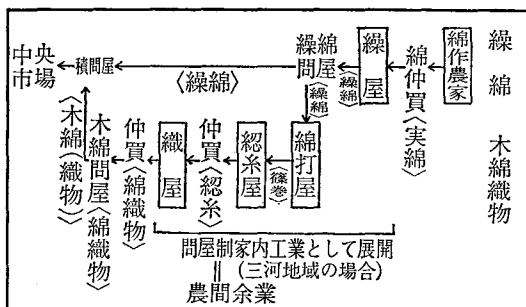 繰綿　木綿織物
綿作農家
綿仲買〈実綿〉
繰屋
〈繰綿〉
繰綿問屋
〈繰綿〉
〈繰綿〉
積問屋
中央市場
綿打屋
〈篠巻〉
綛糸屋
仲買〈綛糸〉
織屋
仲買〈綿織物〉
木綿問屋〈綿織物〉
〈木綿(織物)〉
問屋制家内工業として展開
(三河地域の場合)
||
農間余業